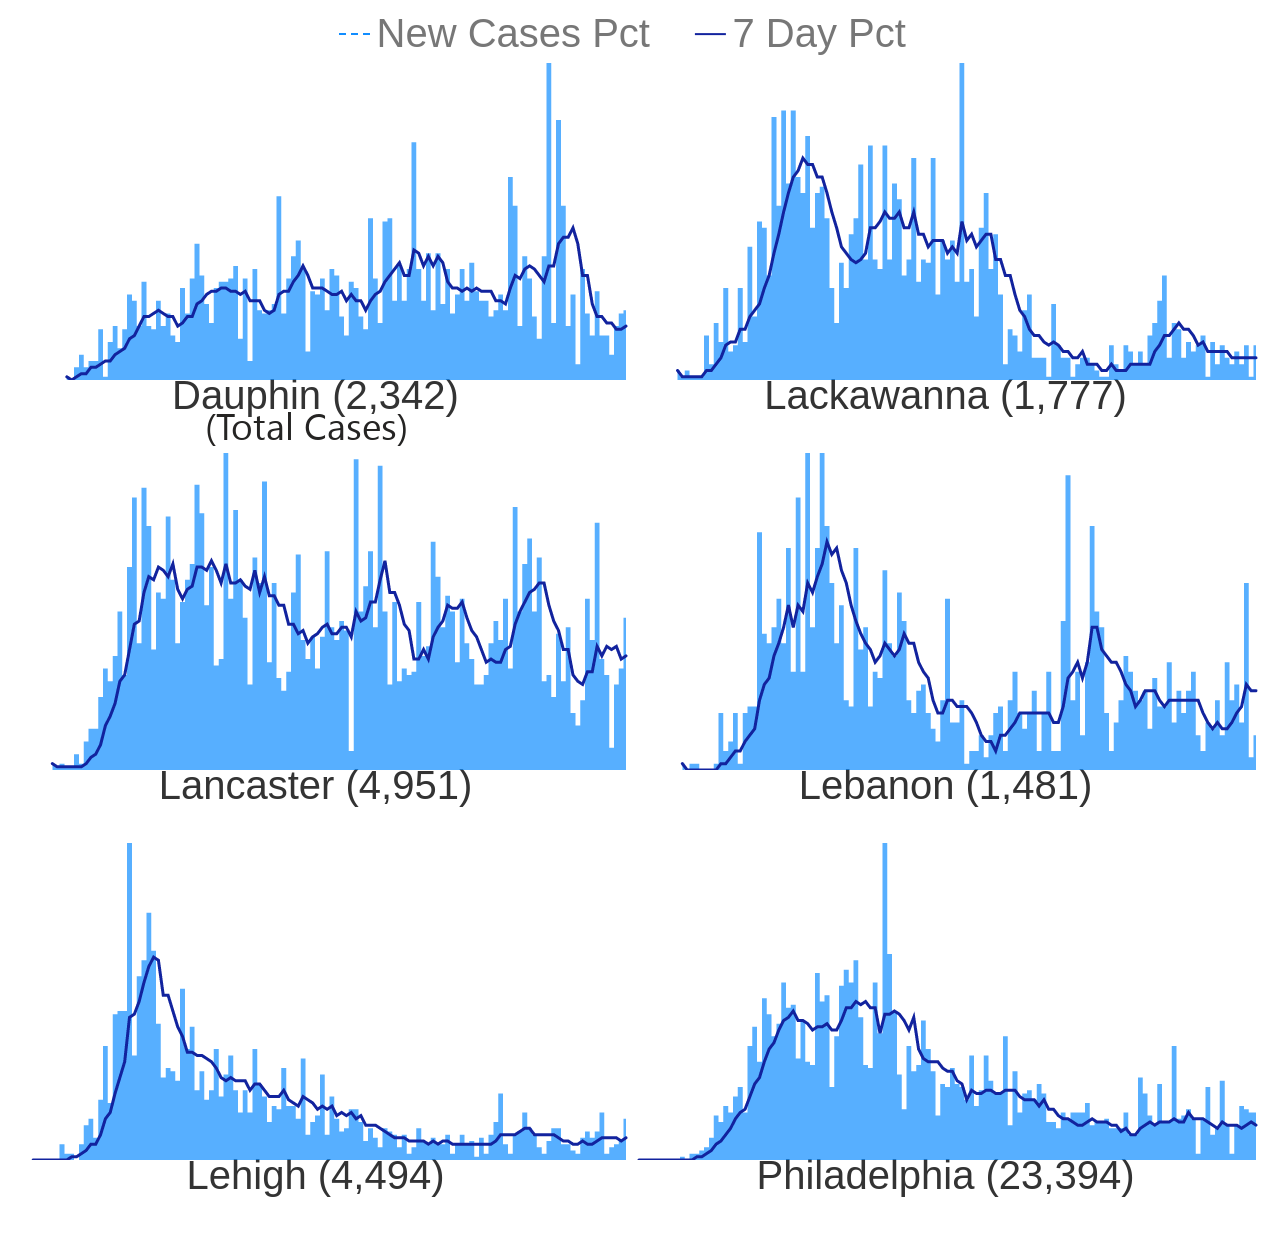 New Cases Pct 7 Day Pct
Dauphin (2,342) Lackawanna (1,777)
(Total Cases)
Lancaster (4,951) Lebanon (1,481)
Lehigh (4,494) Philadelphia (23,394)